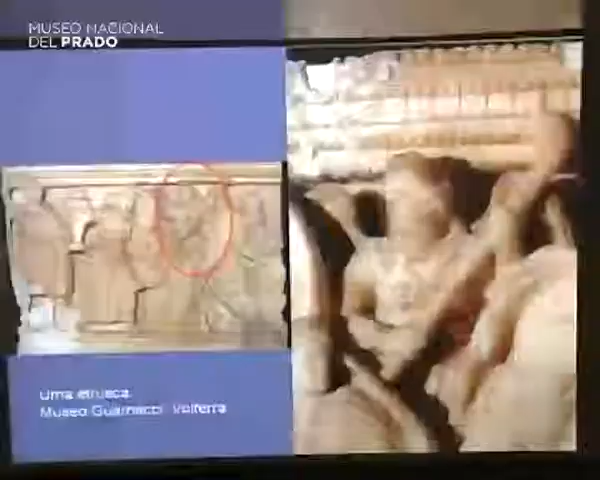 MUSEO NACIONAL
DEL PRADO
Urna etrusca.
Museo Guarnacci. Volterra